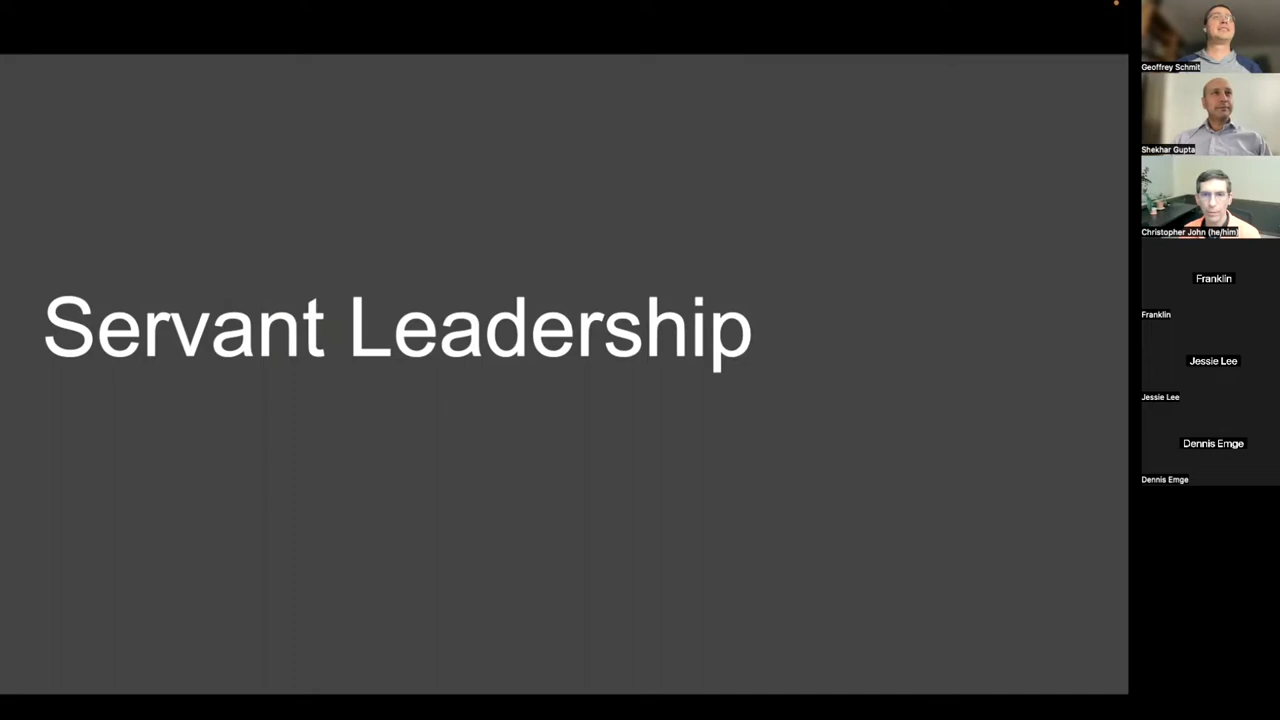 Servant Leadership
Geoffrey Schmit
Shekhar Gupta
Christopher John (he/him)
Franklin
Franklin
Jessie Lee
Jessie Lee
Dennis Emge
Dennis Emge